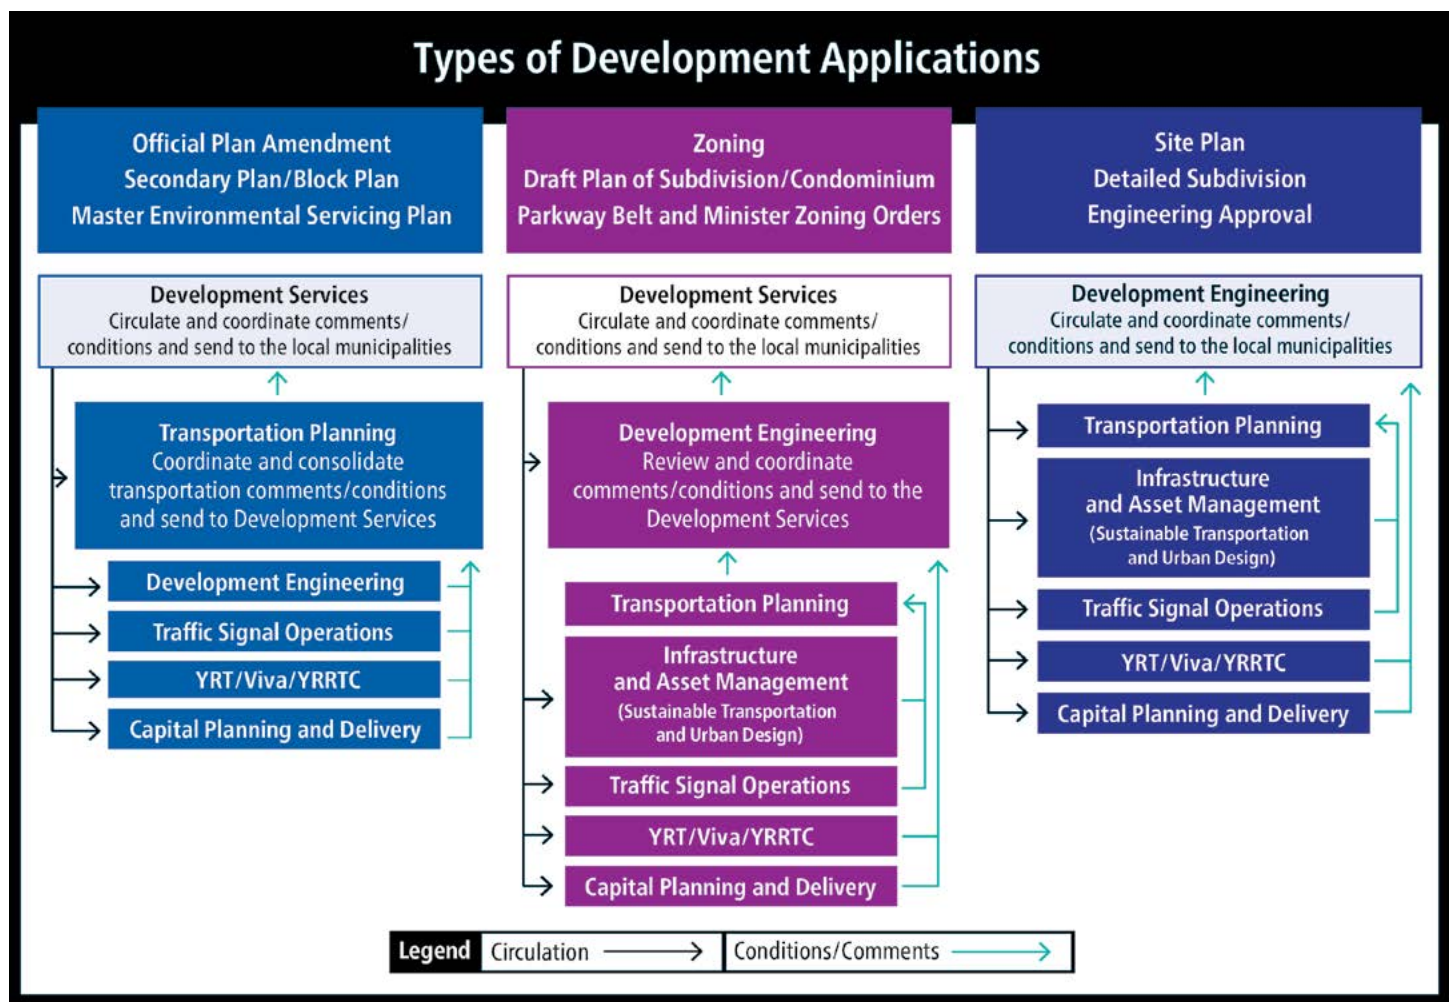 Types of Development Applications
Official Plan Amendment
Secondary Plan/Block Plan
Master Environmental Servicing Plan
Development Services
Circulate and coordinate comments/
conditions and send to the local municipalities
Transportation Planning
Coordinate and consolidate
transportation comments/conditions
and send to Development Services
Development Engineering
Traffic Signal Operations
YRT/Viva/YRRTC
Capital Planning and Delivery
Zoning
Draft Plan of Subdivision/Condominium
Parkway Belt and Minister Zoning Orders
Development Services
Circulate and coordinate comments/
conditions and send to the local municipalities
Development Engineering
Review and coordinate
comments/conditions and send to the
Development Services
Transportation Planning
Infrastructure
and Asset Management
(Sustainable Transportation
and Urban Design)
Traffic Signal Operations
YRT/Viva/YRRTC
Capital Planning and Delivery
Site Plan
Detailed Subdivision
Engineering Approval
Development Engineering
Circulate and coordinate comments/
conditions and send to the local municipalities
Transportation Planning
Infrastructure
and Asset Management
(Sustainable Transportation
and Urban Design)
Traffic Signal Operations
YRT/Viva/YRRTC
Capital Planning and Delivery
Legend
Circulation
Conditions/Comments